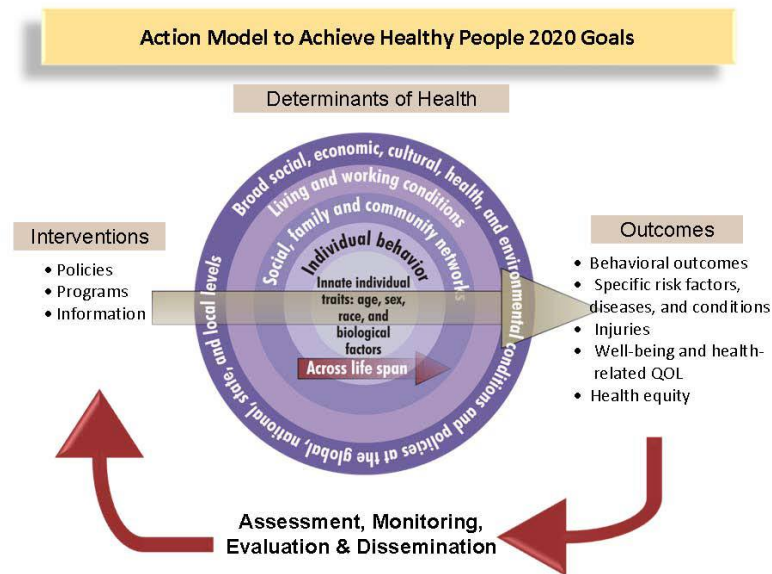 Action Model to Achieve Healthy People 2020 Goals
Determinants of Health
Broad social, economic, cultural, health, and environmental conditions and policies at the global, national, state, and local levels
Living and working conditions
Social, family and community networks
Individual behavior
Innate individual
traits: age, sex,
race, and
biological
factors
Across life span
Interventions
• Policies
• Programs
• Information
Outcomes
• Behavioral outcomes
• Specific risk factors,
diseases, and conditions
• Injuries
• Well-being and health-
related QOL
• Health equity
Assessment, Monitoring,
Evaluation & Dissemination